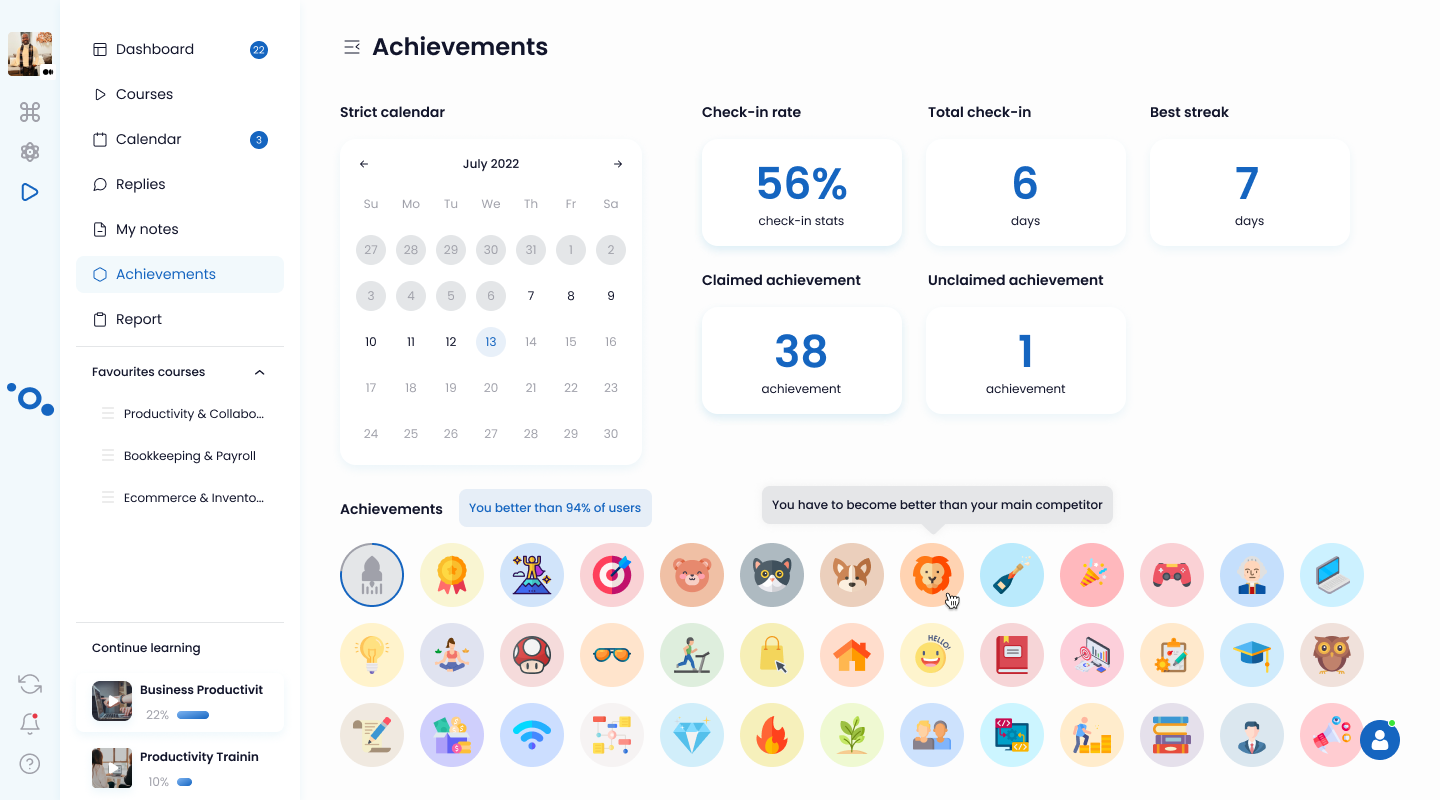 Dashboard
22
Courses
Calendar
3
Replies
My notes
Achievements
Report
Favourites courses
Productivity & Collabo...
Bookkeeping & Payroll
Ecommerce & Invento...
Continue learning
Business Productivit
22%
Productivity Trainin
10%
Achievements
Strict calendar
July 2022
Su Mo Tu We Th Fr Sa
27 28 29 30 31 1 2
3 4 5 6 7 8 9
10 11 12 13 14 15 16
17 18 19 20 21 22 23
24 25 26 27 28 29 30
Check-in rate
56%
check-in stats
Total check-in
6
days
Best streak
7
days
Claimed achievement
38
achievement
Unclaimed achievement
1
achievement
Achievements
You better than 94% of users
You have to become better than your main competitor
HELLO!